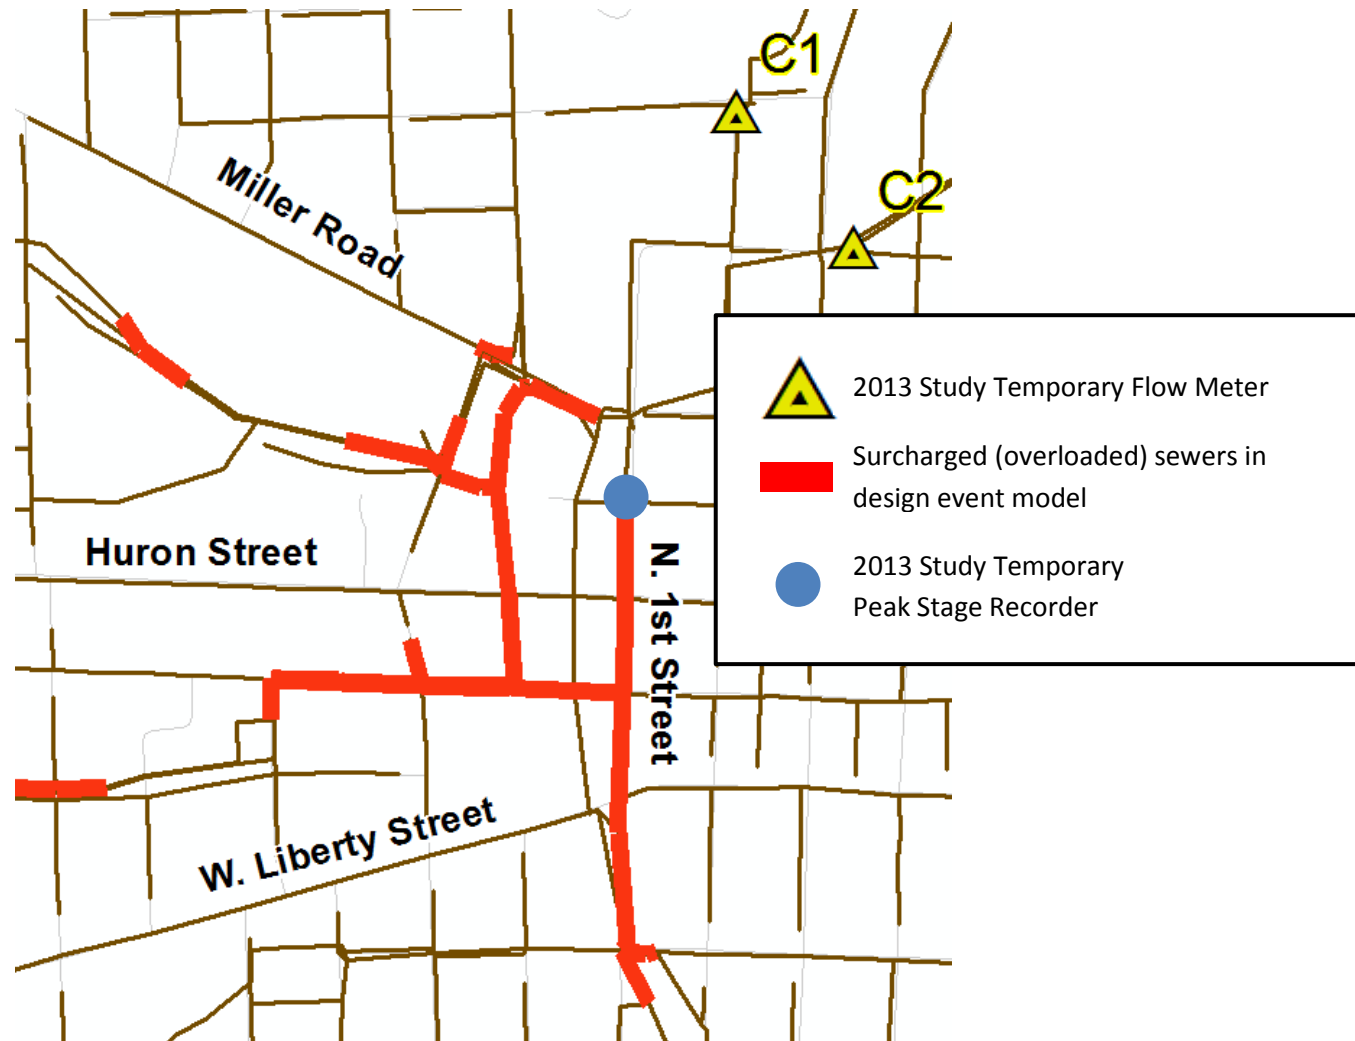 C1
C2
Miller Road
2013 Study Temporary Flow Meter
Surcharged (overloaded) sewers in
design event model
2013 Study Temporary
Peak Stage Recorder
Huron Street
N. 1st Street
W. Liberty Street